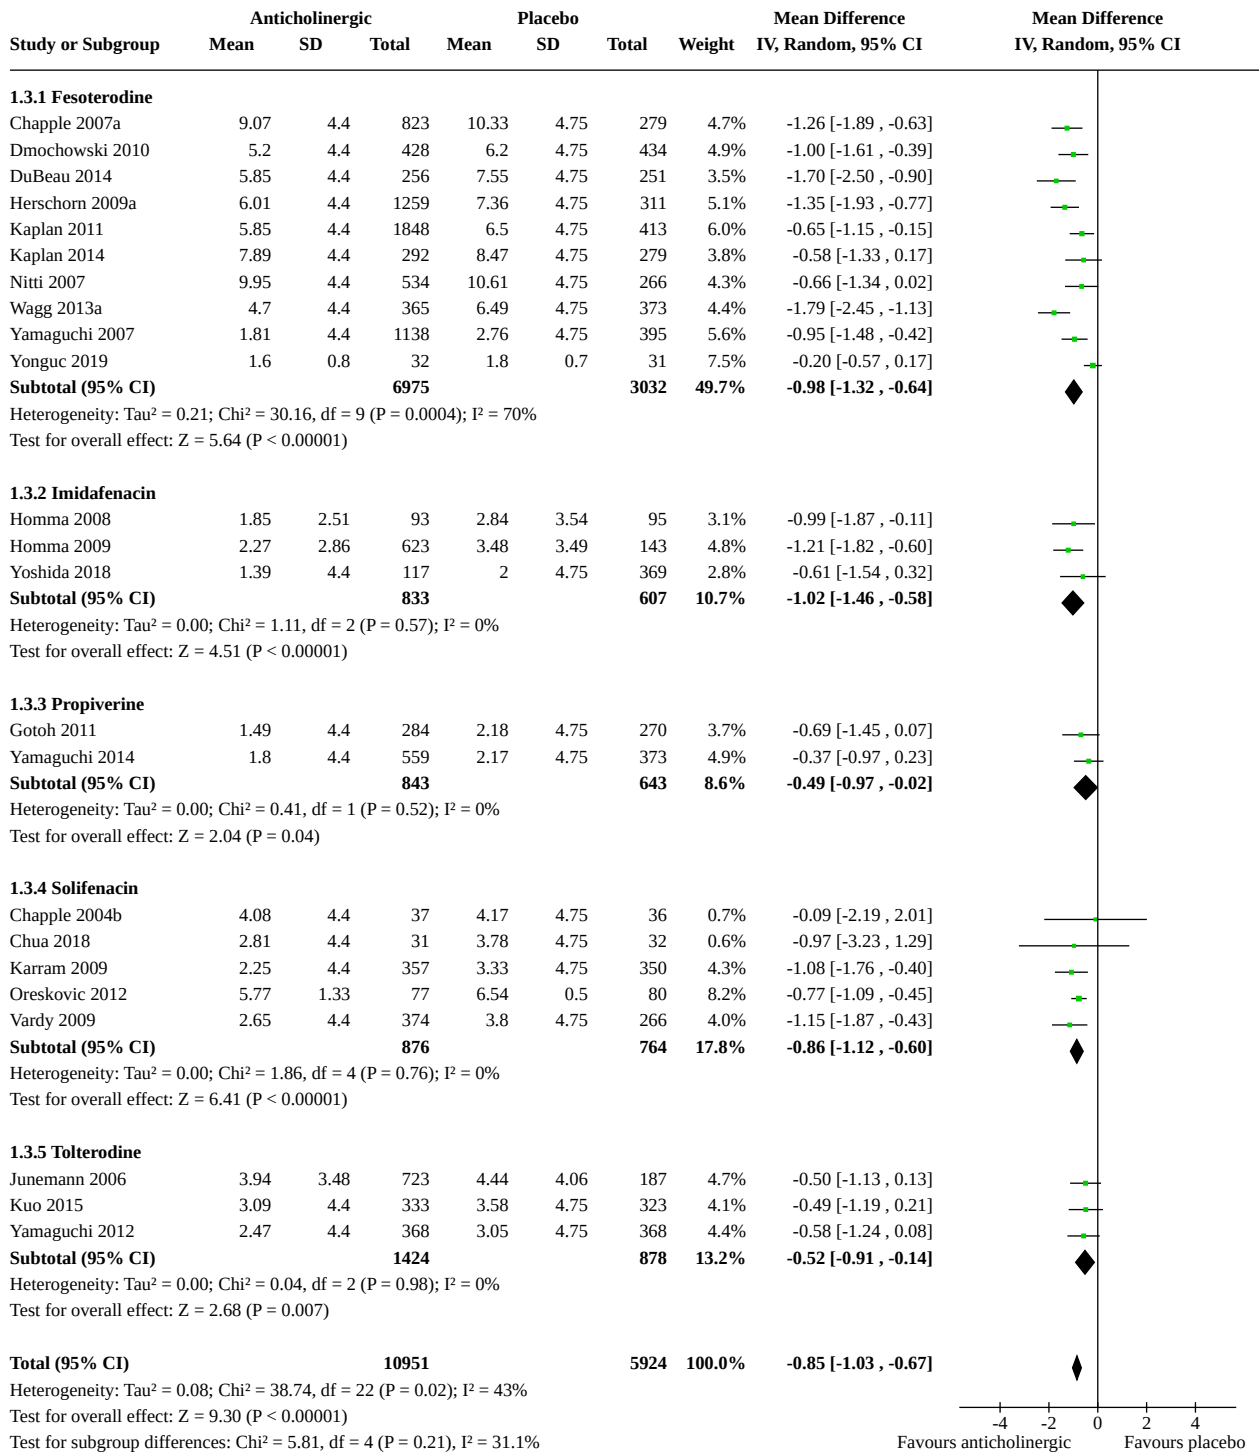 Anticholinergic Placebo Mean Difference Mean Difference
Study or Subgroup Mean SD Total Mean SD Total Weight IV, Random, 95% CI IV, Random, 95% CI
1.3.1 Fesoterodine
Chapple 2007a 9.07 4.4 823 10.33 4.75 279 4.7% -1.26 [-1.89 , -0.63]
Dmochowski 2010 5.2 4.4 428 6.2 4.75 434 4.9% -1.00 [-1.61 , -0.39]
DuBeau 2014 5.85 4.4 256 7.55 4.75 251 3.5% -1.70 [-2.50 , -0.90]
Herschorn 2009a 6.01 4.4 1259 7.36 4.75 311 5.1% -1.35 [-1.93 , -0.77]
Kaplan 2011 5.85 4.4 1848 6.5 4.75 413 6.0% -0.65 [-1.15 , -0.15]
Kaplan 2014 7.89 4.4 292 8.47 4.75 279 3.8% -0.58 [-1.33 , 0.17]
Nitti 2007 9.95 4.4 534 10.61 4.75 266 4.3% -0.66 [-1.34 , 0.02]
Wagg 2013a 4.7 4.4 365 6.49 4.75 373 4.4% -1.79 [-2.45 , -1.13]
Yamaguchi 2007 1.81 4.4 1138 2.76 4.75 395 5.6% -0.95 [-1.48 , -0.42]
Yonguc 2019 1.6 0.8 32 1.8 0.7 31 7.5% -0.20 [-0.57 , 0.17]
Subtotal (95% CI) 6975 3032 49.7% -0.98 [-1.32 , -0.64]
Heterogeneity: Tau² = 0.21; Chi² = 30.16, df = 9 (P = 0.0004); I² = 70%
Test for overall effect: Z = 5.64 (P < 0.00001)
1.3.2 Imidafenacin
Homma 2008 1.85 2.51 93 2.84 3.54 95 3.1% -0.99 [-1.87 , -0.11]
Homma 2009 2.27 2.86 623 3.48 3.49 143 4.8% -1.21 [-1.82 , -0.60]
Yoshida 2018 1.39 4.4 117 2 4.75 369 2.8% -0.61 [-1.54 , 0.32]
Subtotal (95% CI) 833 607 10.7% -1.02 [-1.46 , -0.58]
Heterogeneity: Tau² = 0.00; Chi² = 1.11, df = 2 (P = 0.57); I² = 0%
Test for overall effect: Z = 4.51 (P < 0.00001)
1.3.3 Propiverine
Gotoh 2011 1.49 4.4 284 2.18 4.75 270 3.7% -0.69 [-1.45 , 0.07]
Yamaguchi 2014 1.8 4.4 559 2.17 4.75 373 4.9% -0.37 [-0.97 , 0.23]
Subtotal (95% CI) 843 643 8.6% -0.49 [-0.97 , -0.02]
Heterogeneity: Tau² = 0.00; Chi² = 0.41, df = 1 (P = 0.52); I² = 0%
Test for overall effect: Z = 2.04 (P = 0.04)
1.3.4 Solifenacin
Chapple 2004b 4.08 4.4 37 4.17 4.75 36 0.7% -0.09 [-2.19 , 2.01]
Chua 2018 2.81 4.4 31 3.78 4.75 32 0.6% -0.97 [-3.23 , 1.29]
Karram 2009 2.25 4.4 357 3.33 4.75 350 4.3% -1.08 [-1.76 , -0.40]
Oreskovic 2012 5.77 1.33 77 6.54 0.5 80 8.2% -0.77 [-1.09 , -0.45]
Vardy 2009 2.65 4.4 374 3.8 4.75 266 4.0% -1.15 [-1.87 , -0.43]
Subtotal (95% CI) 876 764 17.8% -0.86 [-1.12 , -0.60]
Heterogeneity: Tau² = 0.00; Chi² = 1.86, df = 4 (P = 0.76); I² = 0%
Test for overall effect: Z = 6.41 (P < 0.00001)
1.3.5 Tolterodine
Junemann 2006 3.94 3.48 723 4.44 4.06 187 4.7% -0.50 [-1.13 , 0.13]
Kuo 2015 3.09 4.4 333 3.58 4.75 323 4.1% -0.49 [-1.19 , 0.21]
Yamaguchi 2012 2.47 4.4 368 3.05 4.75 368 4.4% -0.58 [-1.24 , 0.08]
Subtotal (95% CI) 1424 878 13.2% -0.52 [-0.91 , -0.14]
Heterogeneity: Tau² = 0.00; Chi² = 0.04, df = 2 (P = 0.98); I² = 0%
Test for overall effect: Z = 2.68 (P = 0.007)
Total (95% CI) 10951 5924 100.0% -0.85 [-1.03 , -0.67]
Heterogeneity: Tau² = 0.08; Chi² = 38.74, df = 22 (P = 0.02); I² = 43%
Test for overall effect: Z = 9.30 (P < 0.00001)
-4 -2 0 2 4
Test for subgroup differences: Chi² = 5.81, df = 4 (P = 0.21), I² = 31.1% Favours anticholinergic Favours placebo